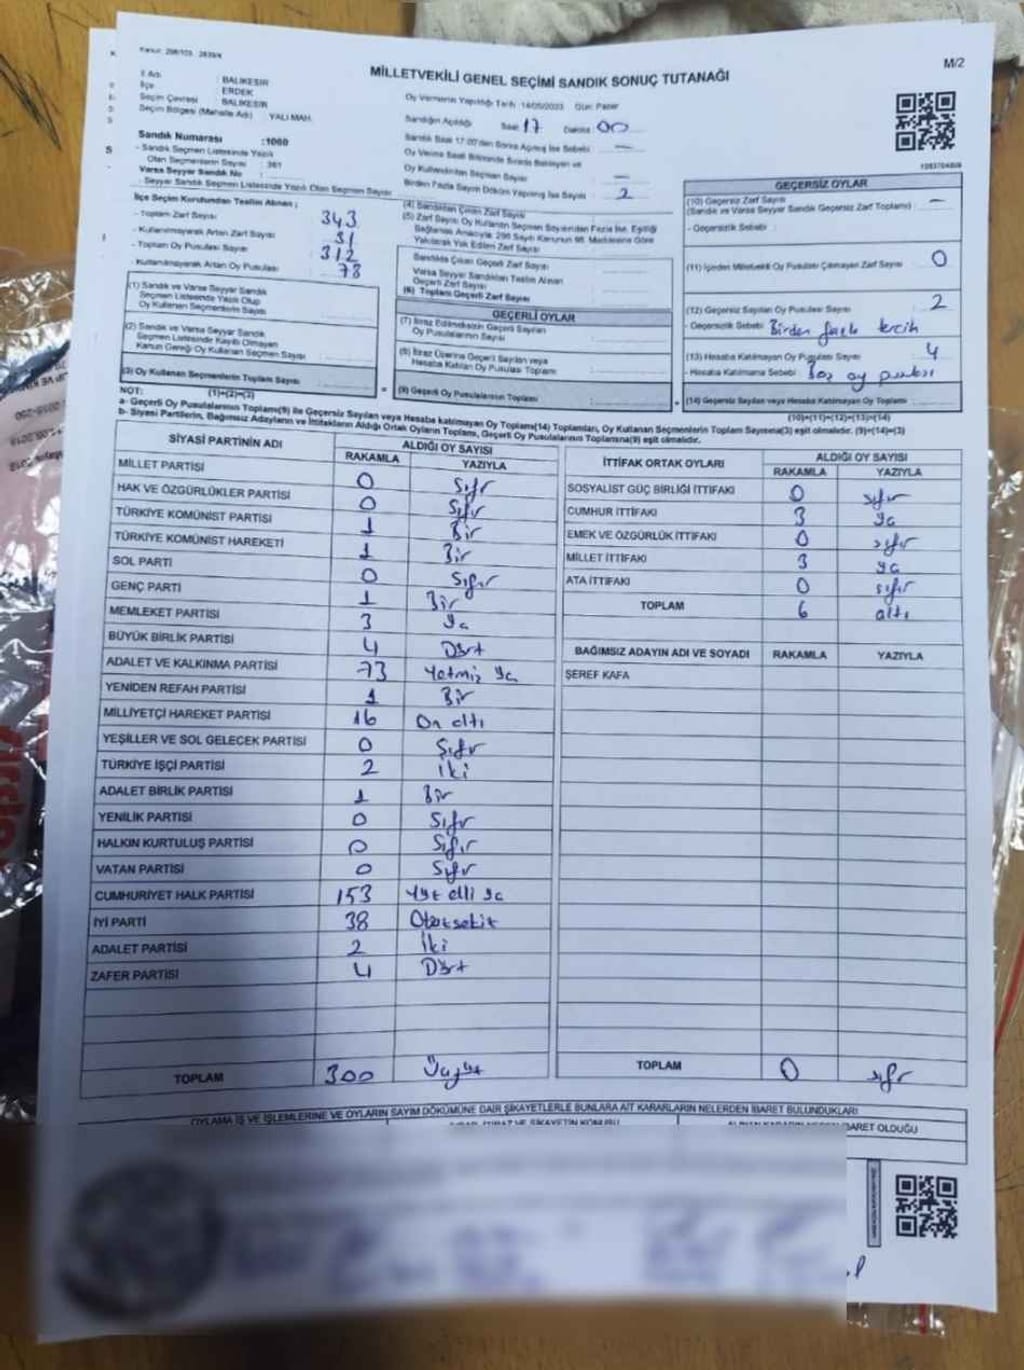 Kanun: 298/103, 2839/4
M/2
MİLLETVEKİLİ GENEL SEÇİMİ SANDIK SONUÇ TUTANAĞI
İl Adı : BALIKESİR
İlçe : ERDEK
Seçim Çevresi : BALIKESİR
Seçim Bölgesi (Mahalle Adı) YALI MAH.
Sandık Numarası :1060
- Sandık Seçmen Listesinde Yazılı
Olan Seçmenlerin Sayısı : 361
Varsa Seyyar Sandık No
- Seyyar Sandık Seçmen Listesinde Yazılı Olan Seçmen Sayısı
İlçe Seçim Kurulundan Teslim Alınan ;
- Toplam Zarf Sayısı 343
- Kullanılmayarak Artan Zarf Sayısı 31
- Toplam Oy Pusulası Sayısı 312
- Kullanılmayarak Artan Oy Pusulası 78
(1) Sandık ve Varsa Seyyar Sandık
Seçmen Listesinde Yazılı Olup
Oy Kullanan Seçmenlerin Sayısı
(2) Sandık ve Varsa Seyyar Sandık
Seçmen Listesinde Kayıtlı Olmayan
Kanun Gereği Oy Kullanan Seçmen Sayısı
(3) Oy Kullanan Seçmenlerin Toplam Sayısı
(1)+(2)=(3)
Oy Vermenin Yapıldığı Tarih :14/05/2023 Gün: Pazar
Sandığın Açıldığı Saat 17 Dakika 00
Sandık Saat 17:00'den Sonra Açılmış İse Sebebi —
Oy Verme Saati Bitiminde Sırada Bekleyen ve
Oy Kullandırılan Seçmen Sayısı —
Birden Fazla Sayım Döküm Yapılmış İse Sayısı 2
(4) Sandıktan Çıkan Zarf Sayısı
(5) Zarf Sayısı Oy Kullanan Seçmen Sayısından Fazla İse, Eşitliği
Sağlamak Amacıyla 298 Sayılı Kanunun 98. Maddesine Göre
Yakılarak Yok Edilen Zarf Sayısı
Sandıkta Çıkan Geçerli Zarf Sayısı
Varsa Seyyar Sandıktan Teslim Alınan
Geçerli Zarf Sayısı
(6) Toplam Geçerli Zarf Sayısı
GEÇERLİ OYLAR
(7) İtiraz Edilmeksizin Geçerli Sayılan
Oy Pusulalarının Sayısı
(8) İtiraz Üzerine Geçerli Sayılan veya
Hesaba Katılan Oy Pusulası Toplamı
(9) Geçerli Oy Pusulalarının Toplamı
GEÇERSİZ OYLAR
(10) Geçersiz Zarf Sayısı
(Sandık ve Varsa Seyyar Sandık Geçersiz Zarf Toplamı) —
- Geçersizlik Sebebi :
(11) İçinden Milletvekili Oy Pusulası Çıkmayan Zarf Sayısı 0
(12) Geçersiz Sayılan Oy Pusulası Sayısı 2
- Geçersizlik Sebebi Birden fazla tercih
(13) Hesaba Katılmayan Oy Pusulası Sayısı 4
- Hesaba Katılmama Sebebi : Boş oy pusulası
(14) Geçersiz Sayılan veya Hesaba Katılmayan Oy Toplamı
(10)+(11)+(12)+(13)=(14)
NOT:
a- Geçerli Oy Pusulalarının Toplamı(9) ile Geçersiz Sayılan veya Hesaba katılmayan Oy Toplamı(14) Toplamları, Oy Kullanan Seçmenlerin Toplam Sayısına(3) eşit olmalıdır. (9)+(14)=(3)
b- Siyasi Partilerin, Bağımsız Adayların ve İttifakların Aldığı Ortak Oyların Toplamı, Geçerli Oy Pusulalarının Toplamına(9) eşit olmalıdır.
SİYASİ PARTİNİN ADI ALDIĞI OY SAYISI
RAKAMLA YAZIYLA
MİLLET PARTİSİ 0 Sıfır
HAK VE ÖZGÜRLÜKLER PARTİSİ 0 Sıfır
TÜRKİYE KOMÜNİST PARTİSİ 1 Bir
TÜRKİYE KOMÜNİST HAREKETİ 1 Bir
SOL PARTİ 0 Sıfır
GENÇ PARTİ 1 Bir
MEMLEKET PARTİSİ 3 Üç
BÜYÜK BİRLİK PARTİSİ 4 Dört
ADALET VE KALKINMA PARTİSİ 73 Yetmiş üç
YENİDEN REFAH PARTİSİ 1 Bir
MİLLİYETÇİ HAREKET PARTİSİ 16 On altı
YEŞİLLER VE SOL GELECEK PARTİSİ 0 Sıfır
TÜRKİYE İŞÇİ PARTİSİ 2 İki
ADALET BİRLİK PARTİSİ 1 Bir
YENİLİK PARTİSİ 0 Sıfır
HALKIN KURTULUŞ PARTİSİ 0 Sıfır
VATAN PARTİSİ 0 Sıfır
CUMHURİYET HALK PARTİSİ 153 Yüz elli üç
İYİ PARTİ 38 Otuzsekiz
ADALET PARTİSİ 2 İki
ZAFER PARTİSİ 4 Dört
TOPLAM 300 Üçyüz
İTTİFAK ORTAK OYLARI ALDIĞI OY SAYISI
RAKAMLA YAZIYLA
SOSYALİST GÜÇ BİRLİĞİ İTTİFAKI 0 sıfır
CUMHUR İTTİFAKI 3 üç
EMEK VE ÖZGÜRLÜK İTTİFAKI 0 sıfır
MİLLET İTTİFAKI 3 üç
ATA İTTİFAKI 0 sıfır
TOPLAM 6 altı
BAĞIMSIZ ADAYIN ADI VE SOYADI RAKAMLA YAZIYLA
ŞEREF KAFA
TOPLAM 0 sıfır
OYLAMA İŞ VE İŞLEMLERİNE VE OYLARIN SAYIM DÖKÜMÜNE DAİR ŞİKAYETLERLE BUNLARA AİT KARARLARIN NELERDEN İBARET BULUNDUKLARI